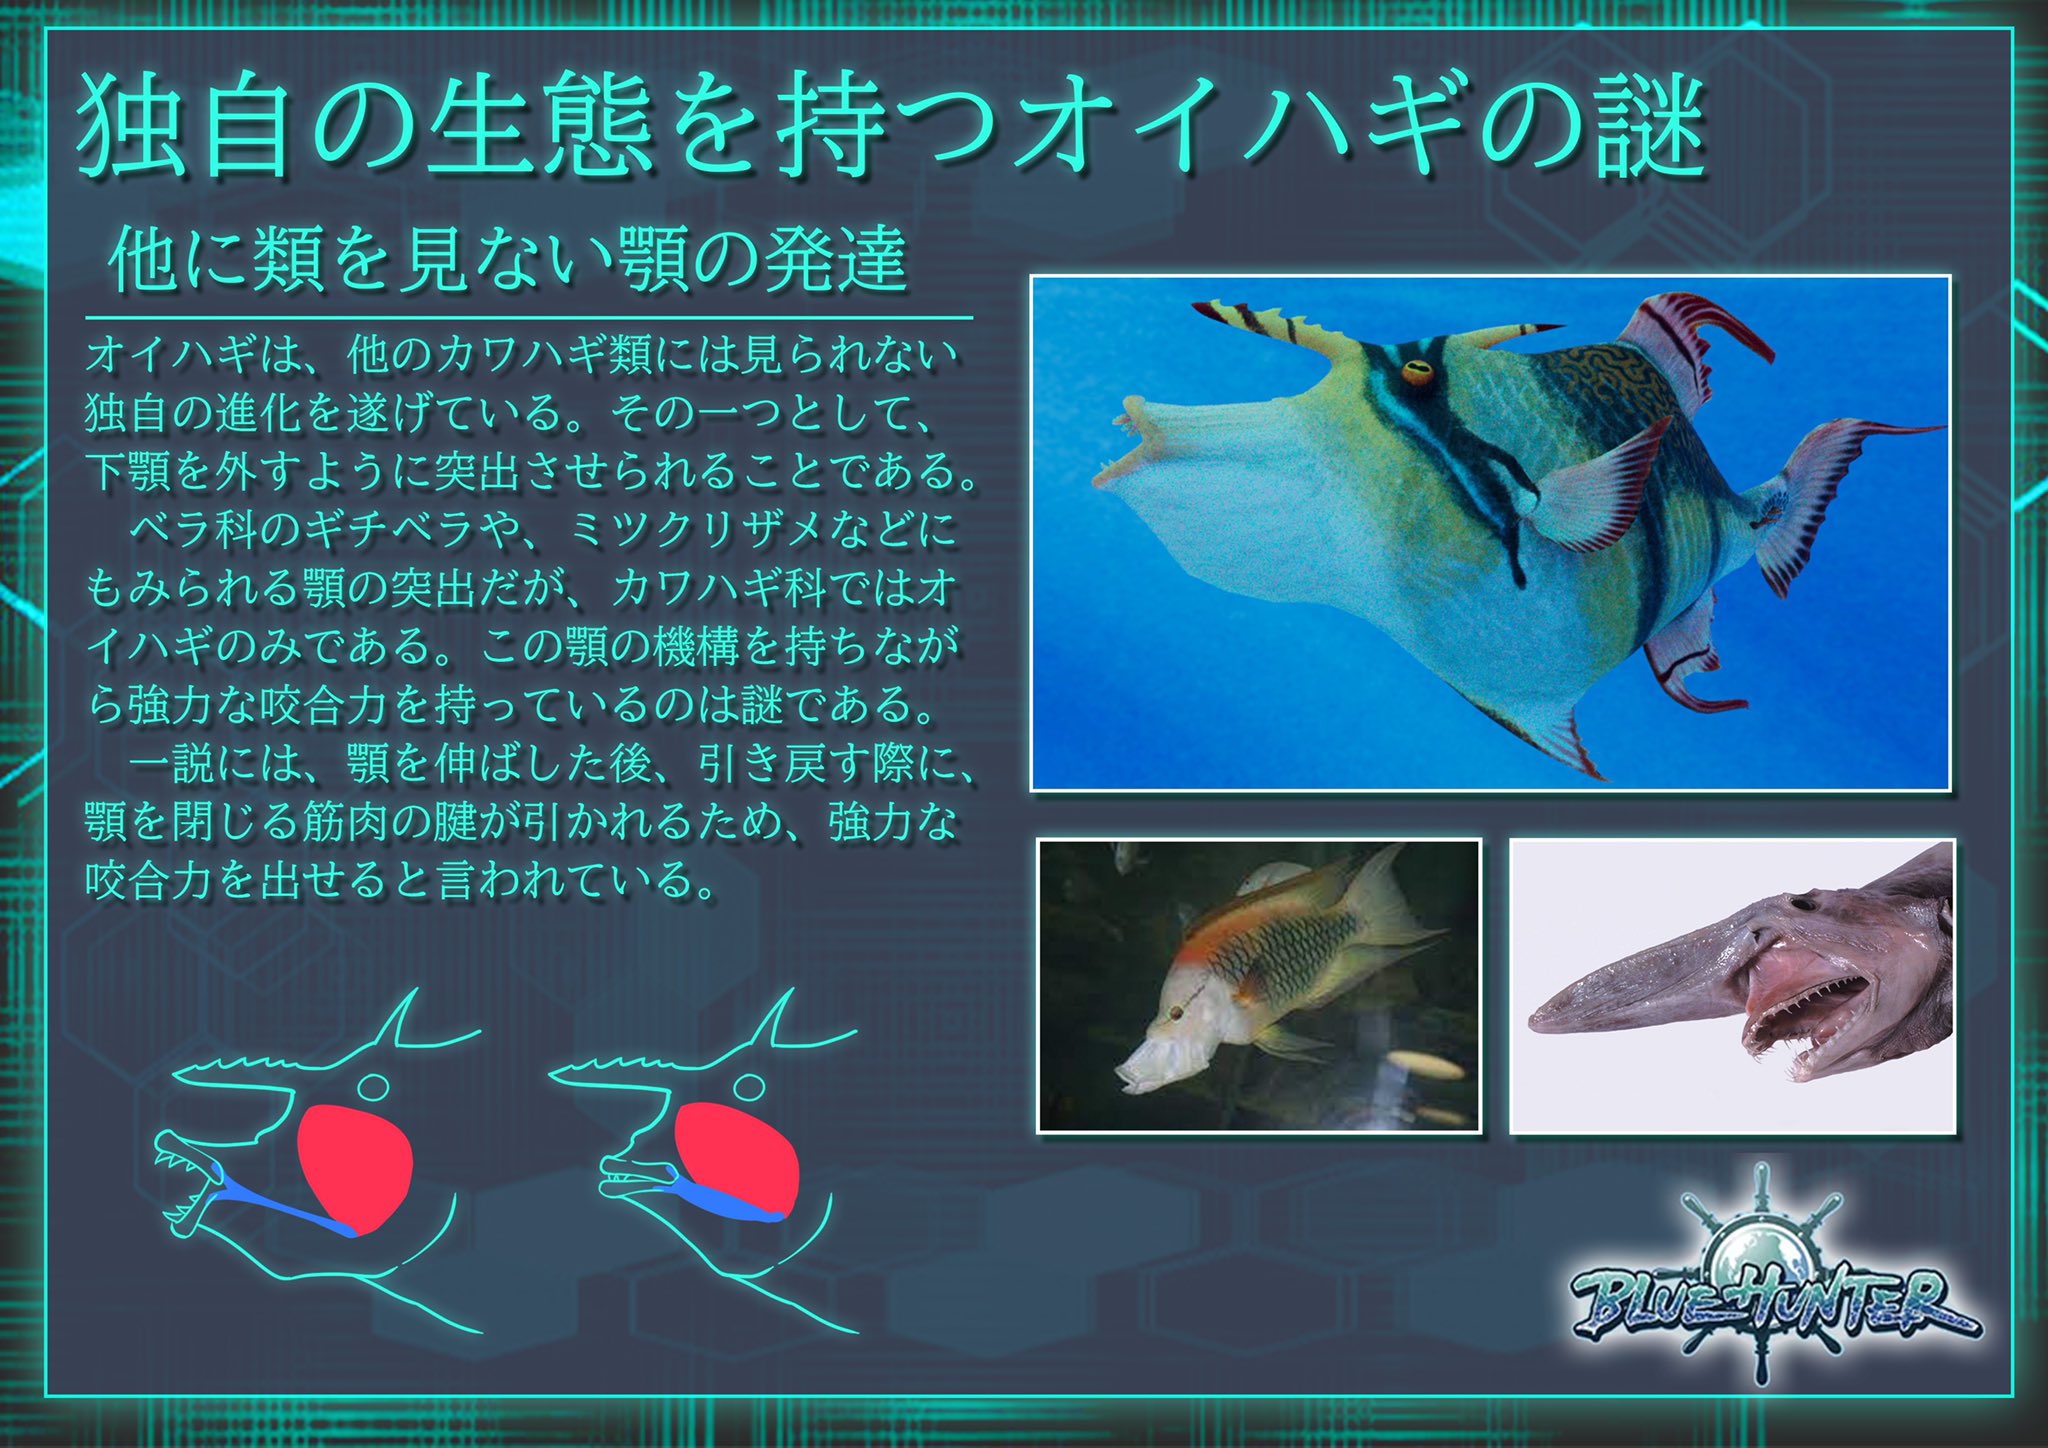 独自の生態を持つオイハギの謎
他に類を見ない顎の発達
オイハギは、他のカワハギ類には見られない
独自の進化を遂げている。その一つとして、
下顎を外すように突出させられることである。
　ベラ科のギチベラや、ミツクリザメなどに
もみられる顎の突出だが、カワハギ科ではオ
イハギのみである。この顎の機構を持ちなが
ら強力な咬合力を持っているのは謎である。
　一説には、顎を伸ばした後、引き戻す際に、
顎を閉じる筋肉の腱が引かれるため、強力な
咬合力を出せると言われている。
BLUE HUNTER